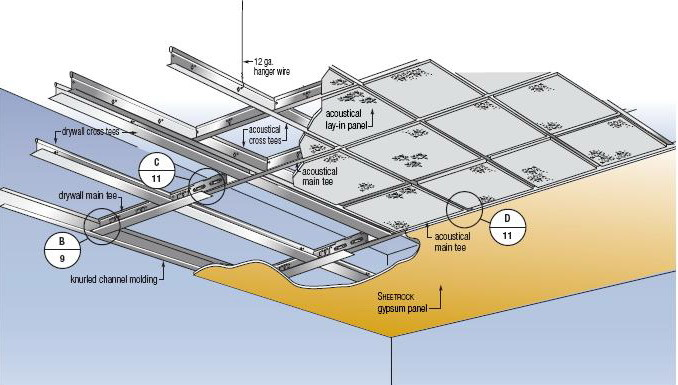 12 ga.
hanger wire
acoustical
lay-in panel
drywall cross tees
acoustical
cross tees
C
11
acoustical
main tee
drywall main tee
D
11
B
9
acoustical
main tee
knurled channel molding
SHEETROCK
gypsum panel